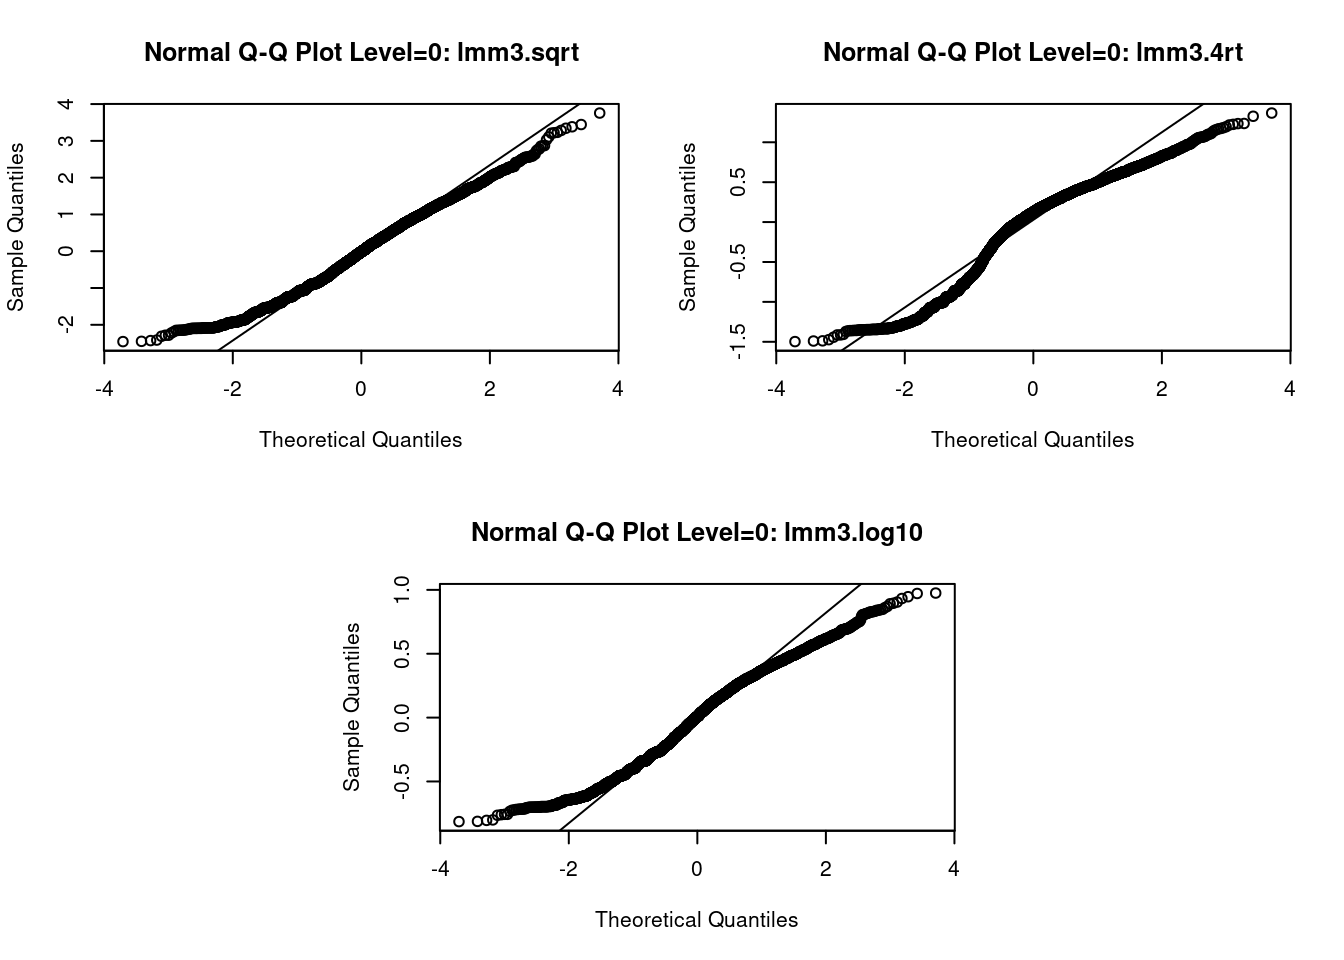 Normal Q-Q Plot Level=0: lmm3.sqrt
Sample Quantiles
4
3
2
1
0
-2
-4 -2 0 2 4
Theoretical Quantiles
Normal Q-Q Plot Level=0: lmm3.4rt
Sample Quantiles
0.5
-0.5
-1.5
-4 -2 0 2 4
Theoretical Quantiles
Normal Q-Q Plot Level=0: lmm3.log10
Sample Quantiles
1.0
0.5
0.0
-0.5
-4 -2 0 2 4
Theoretical Quantiles